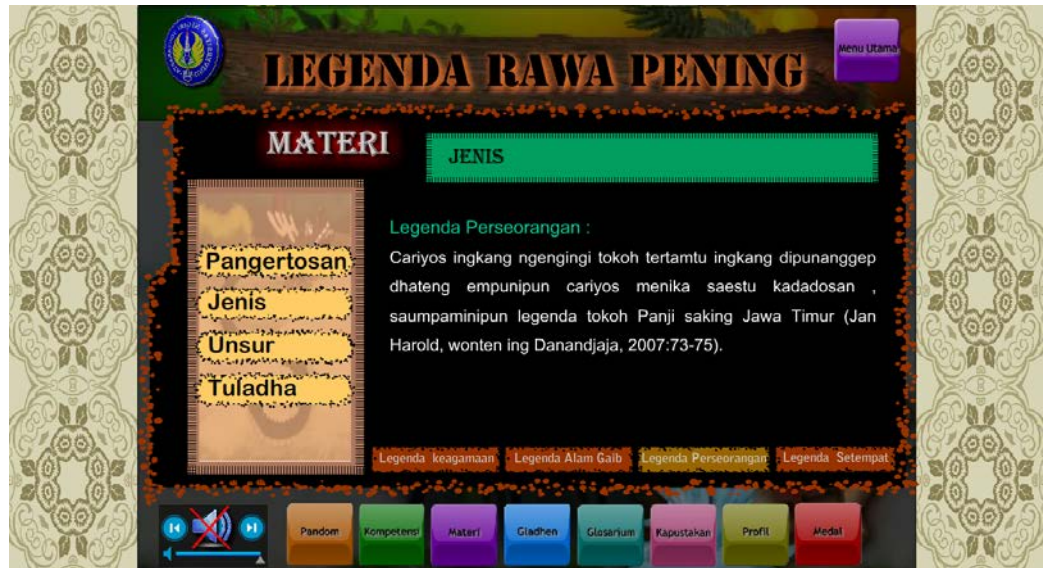 LEGENDA RAWA PENING
Menu Utama
MATERI
JENIS
Pangertosan
Jenis
Unsur
Tuladha
Legenda Perseorangan :
Cariyos ingkang ngengingi tokoh tertamtu ingkang dipunanggep
dhateng empunipun cariyos menika saestu kadadosan ,
saumpaminipun legenda tokoh Panji saking Jawa Timur (Jan
Harold, wonten ing Danandjaja, 2007:73-75).
Legenda keagamaan
Legenda Alam Gaib
Legenda Perseorangan
Legenda Setempat
Pandom
Kompetensi
Materi
Gladhen
Glosarium
Kapustakan
Profil
Medal